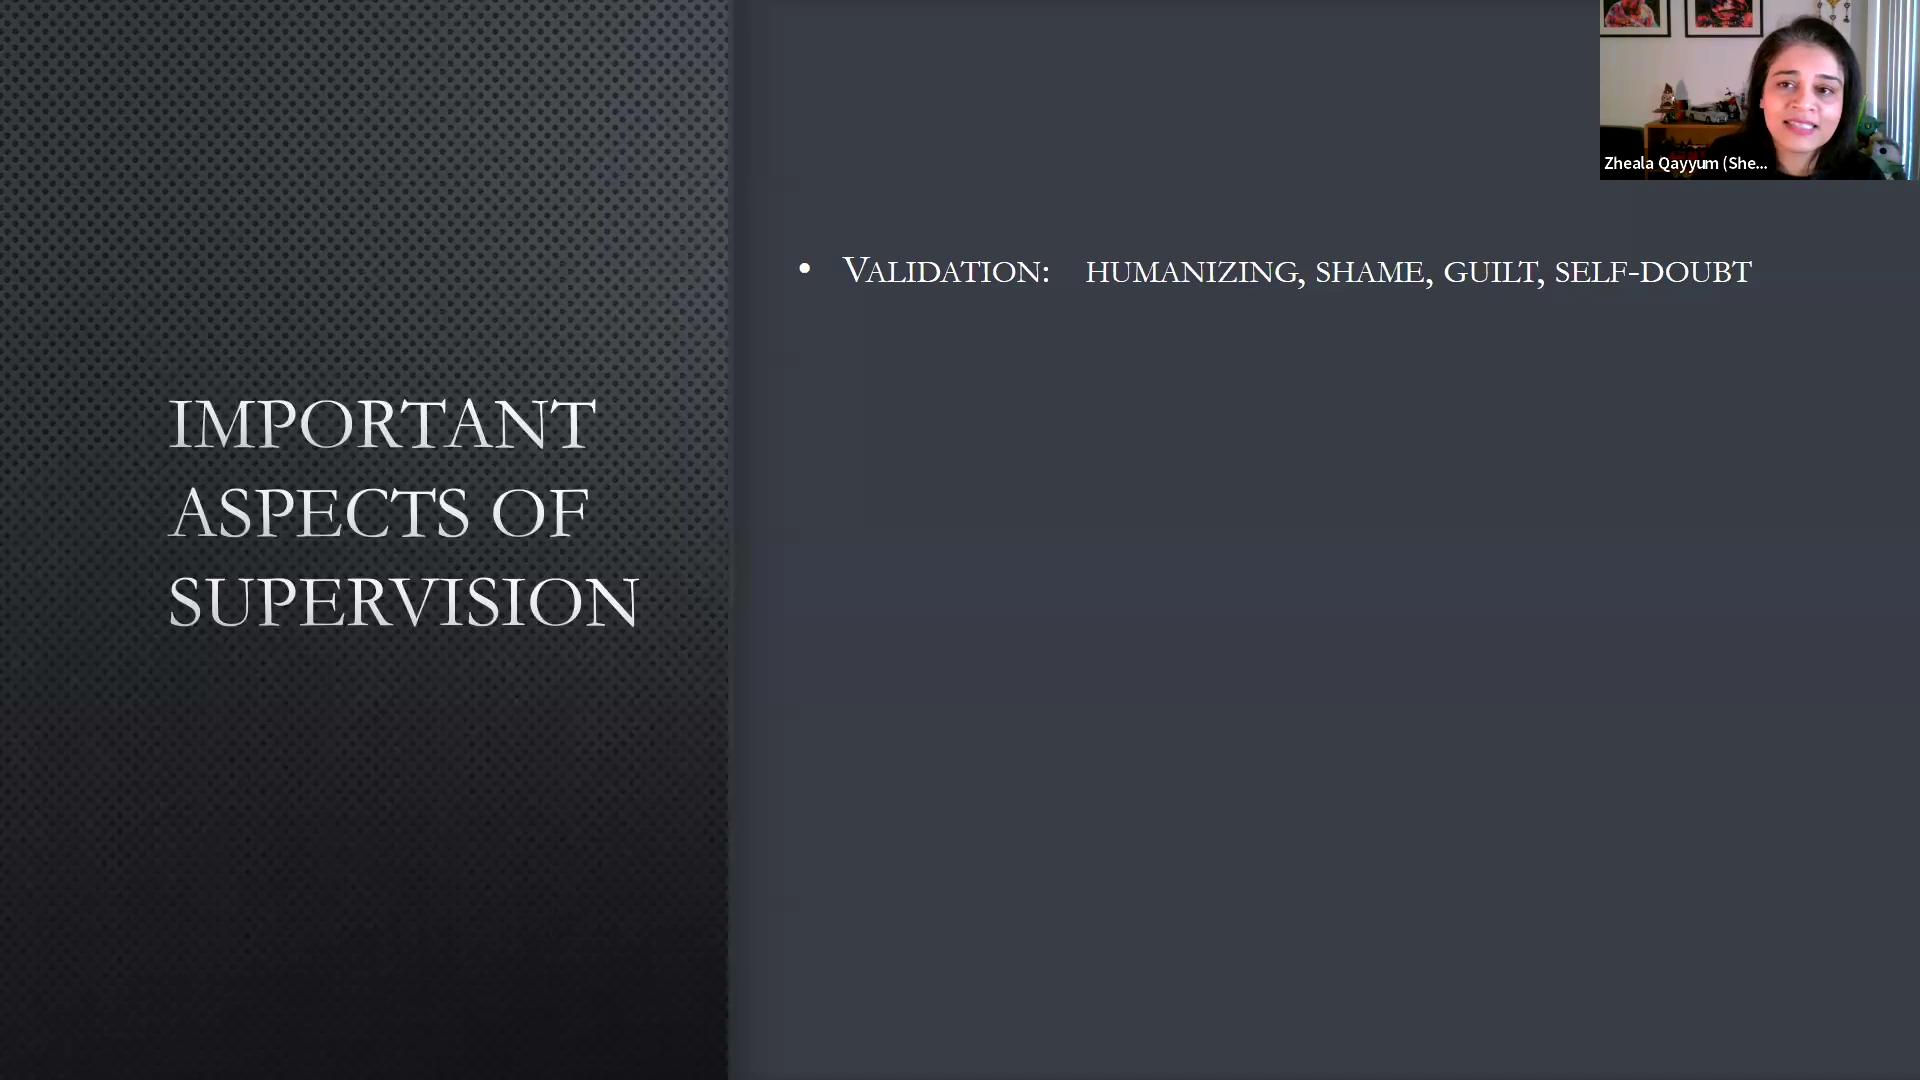 IMPORTANT
ASPECTS OF
SUPERVISION
• VALIDATION: HUMANIZING, SHAME, GUILT, SELF-DOUBT
Zheala Qayyum (She...